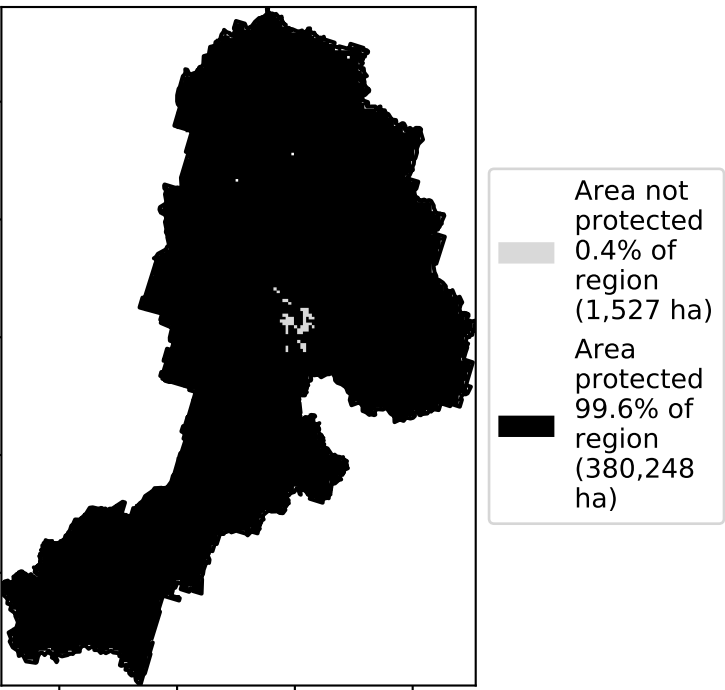 Area not
protected
0.4% of
region
(1,527 ha)
Area
protected
99.6% of
region
(380,248
ha)